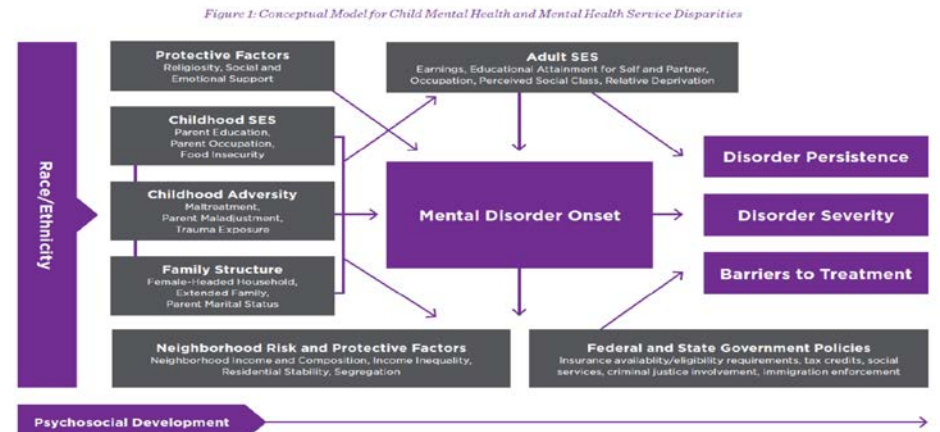 Figure 1: Conceptual Model for Child Mental Health and Mental Health Service Disparities
Race/Ethnicity
Protective Factors
Religiosity, Social and
Emotional Support
Childhood SES
Parent Education,
Parent Occupation,
Food Insecurity
Childhood Adversity
Maltreatment,
Parent Maladjustment,
Trauma Exposure
Family Structure
Female-Headed Household,
Extended Family,
Parent Marital Status
Adult SES
Earnings, Educational Attainment for Self and Partner,
Occupation, Perceived Social Class, Relative Deprivation
Mental Disorder Onset
Disorder Persistence
Disorder Severity
Barriers to Treatment
Neighborhood Risk and Protective Factors
Neighborhood Income and Composition, Income Inequality,
Residential Stability, Segregation
Federal and State Government Policies
Insurance availablity/eligibility requirements, tax credits, social
services, criminal justice involvement, immigration enforcement
Psychosocial Development